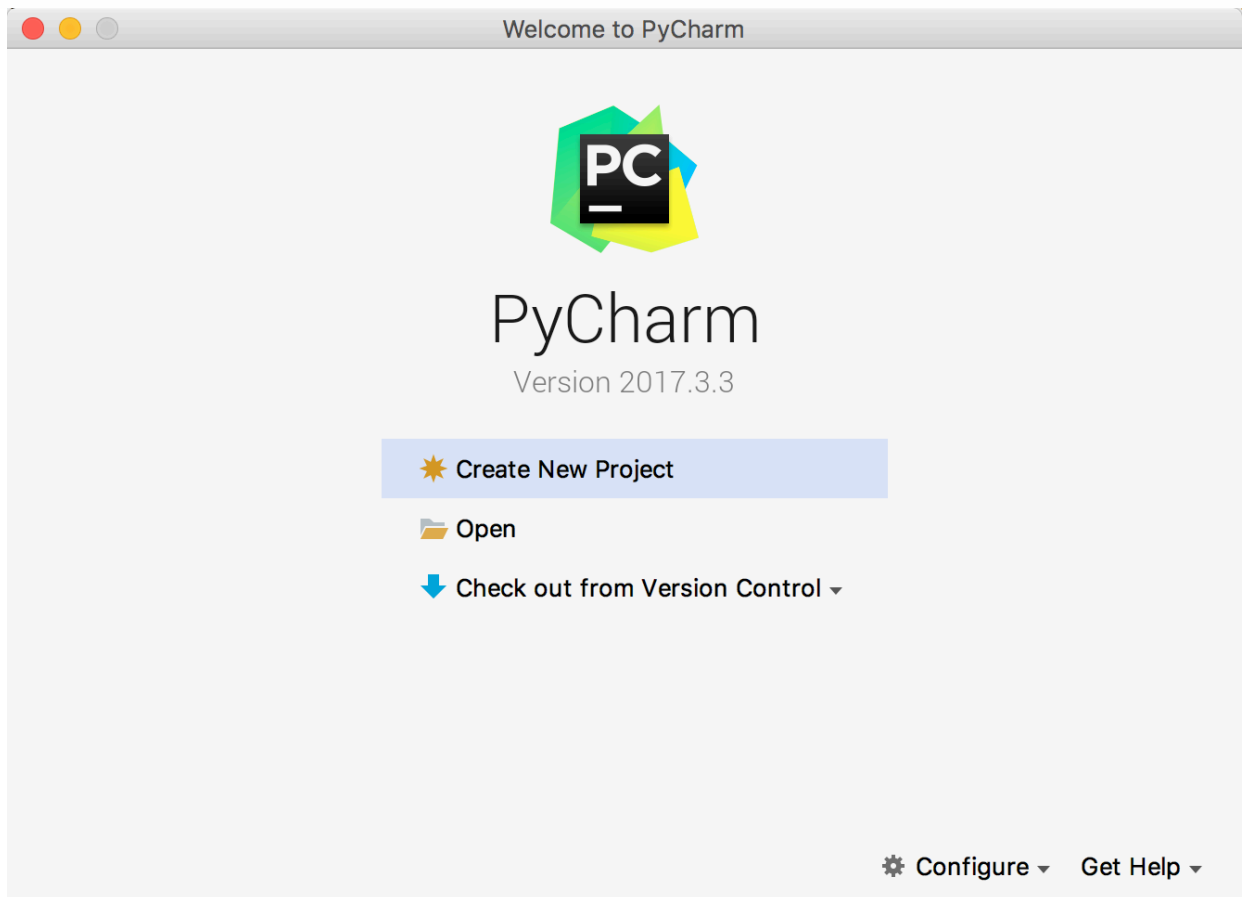 Welcome to PyCharm
PC
PyCharm
Version 2017.3.3
Create New Project
Open
Check out from Version Control
Configure Get Help